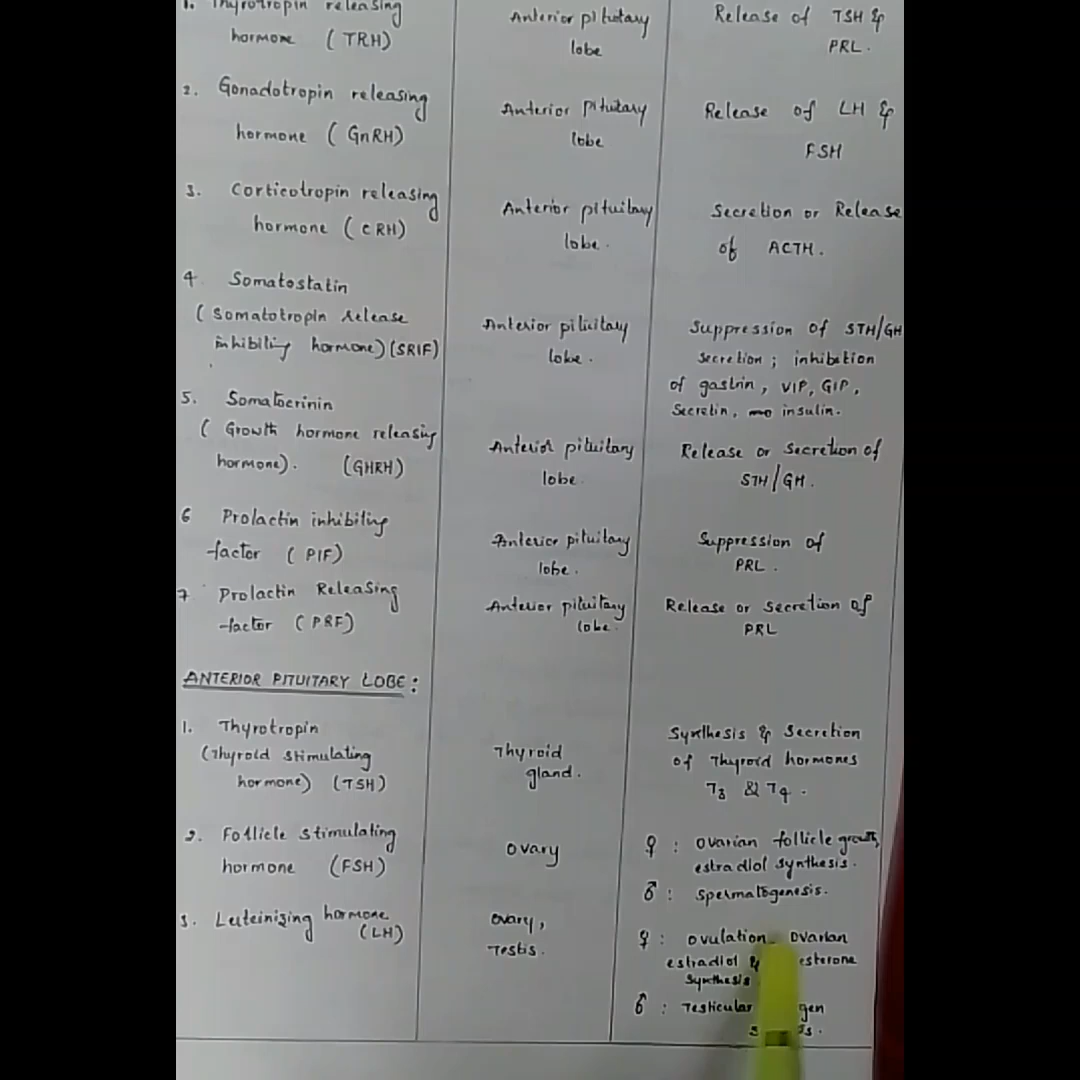 1. Thyrotropin releasing
hormone (TRH)
Anterior pituitary
lobe
Release of TSH &
PRL.
2. Gonadotropin releasing
hormone (GnRH)
Anterior pituitary
lobe
Release of LH &
FSH
3. Corticotropin releasing
hormone (CRH)
Anterior pituitary
lobe.
Secretion or Release
of ACTH.
4. Somatostatin
(Somatotropin release
inhibiting hormone) (SRIF)
Anterior pituitary
lobe.
Suppression of STH/GH
secretion; inhibition
of gastrin, VIP, GIP,
Secretin, insulin.
5. Somatocrinin
(Growth hormone releasing
hormone). (GHRH)
Anterior pituitary
lobe.
Release or Secretion of
STH/GH.
6 Prolactin inhibiting
factor (PIF)
Anterior pituitary
lobe.
Suppression of
PRL.
7. Prolactin Releasing
factor (PRF)
Anterior pituitary
lobe.
Release or secretion of
PRL
ANTERIOR PITUITARY LOBE:
1. Thyrotropin
(Thyroid stimulating
hormone) (TSH)
Thyroid
gland.
Synthesis & Secretion
of Thyroid hormones
T3 & T4.
2. Follicle stimulating
hormone (FSH)
Ovary
♀: ovarian follicle growth,
estradiol synthesis.
♂: spermatogenesis.
3. Luteinizing hormone
(LH)
Ovary,
Testis.
♀: ovulation, ovarian
estradiol
synthesis
♂: Testicular